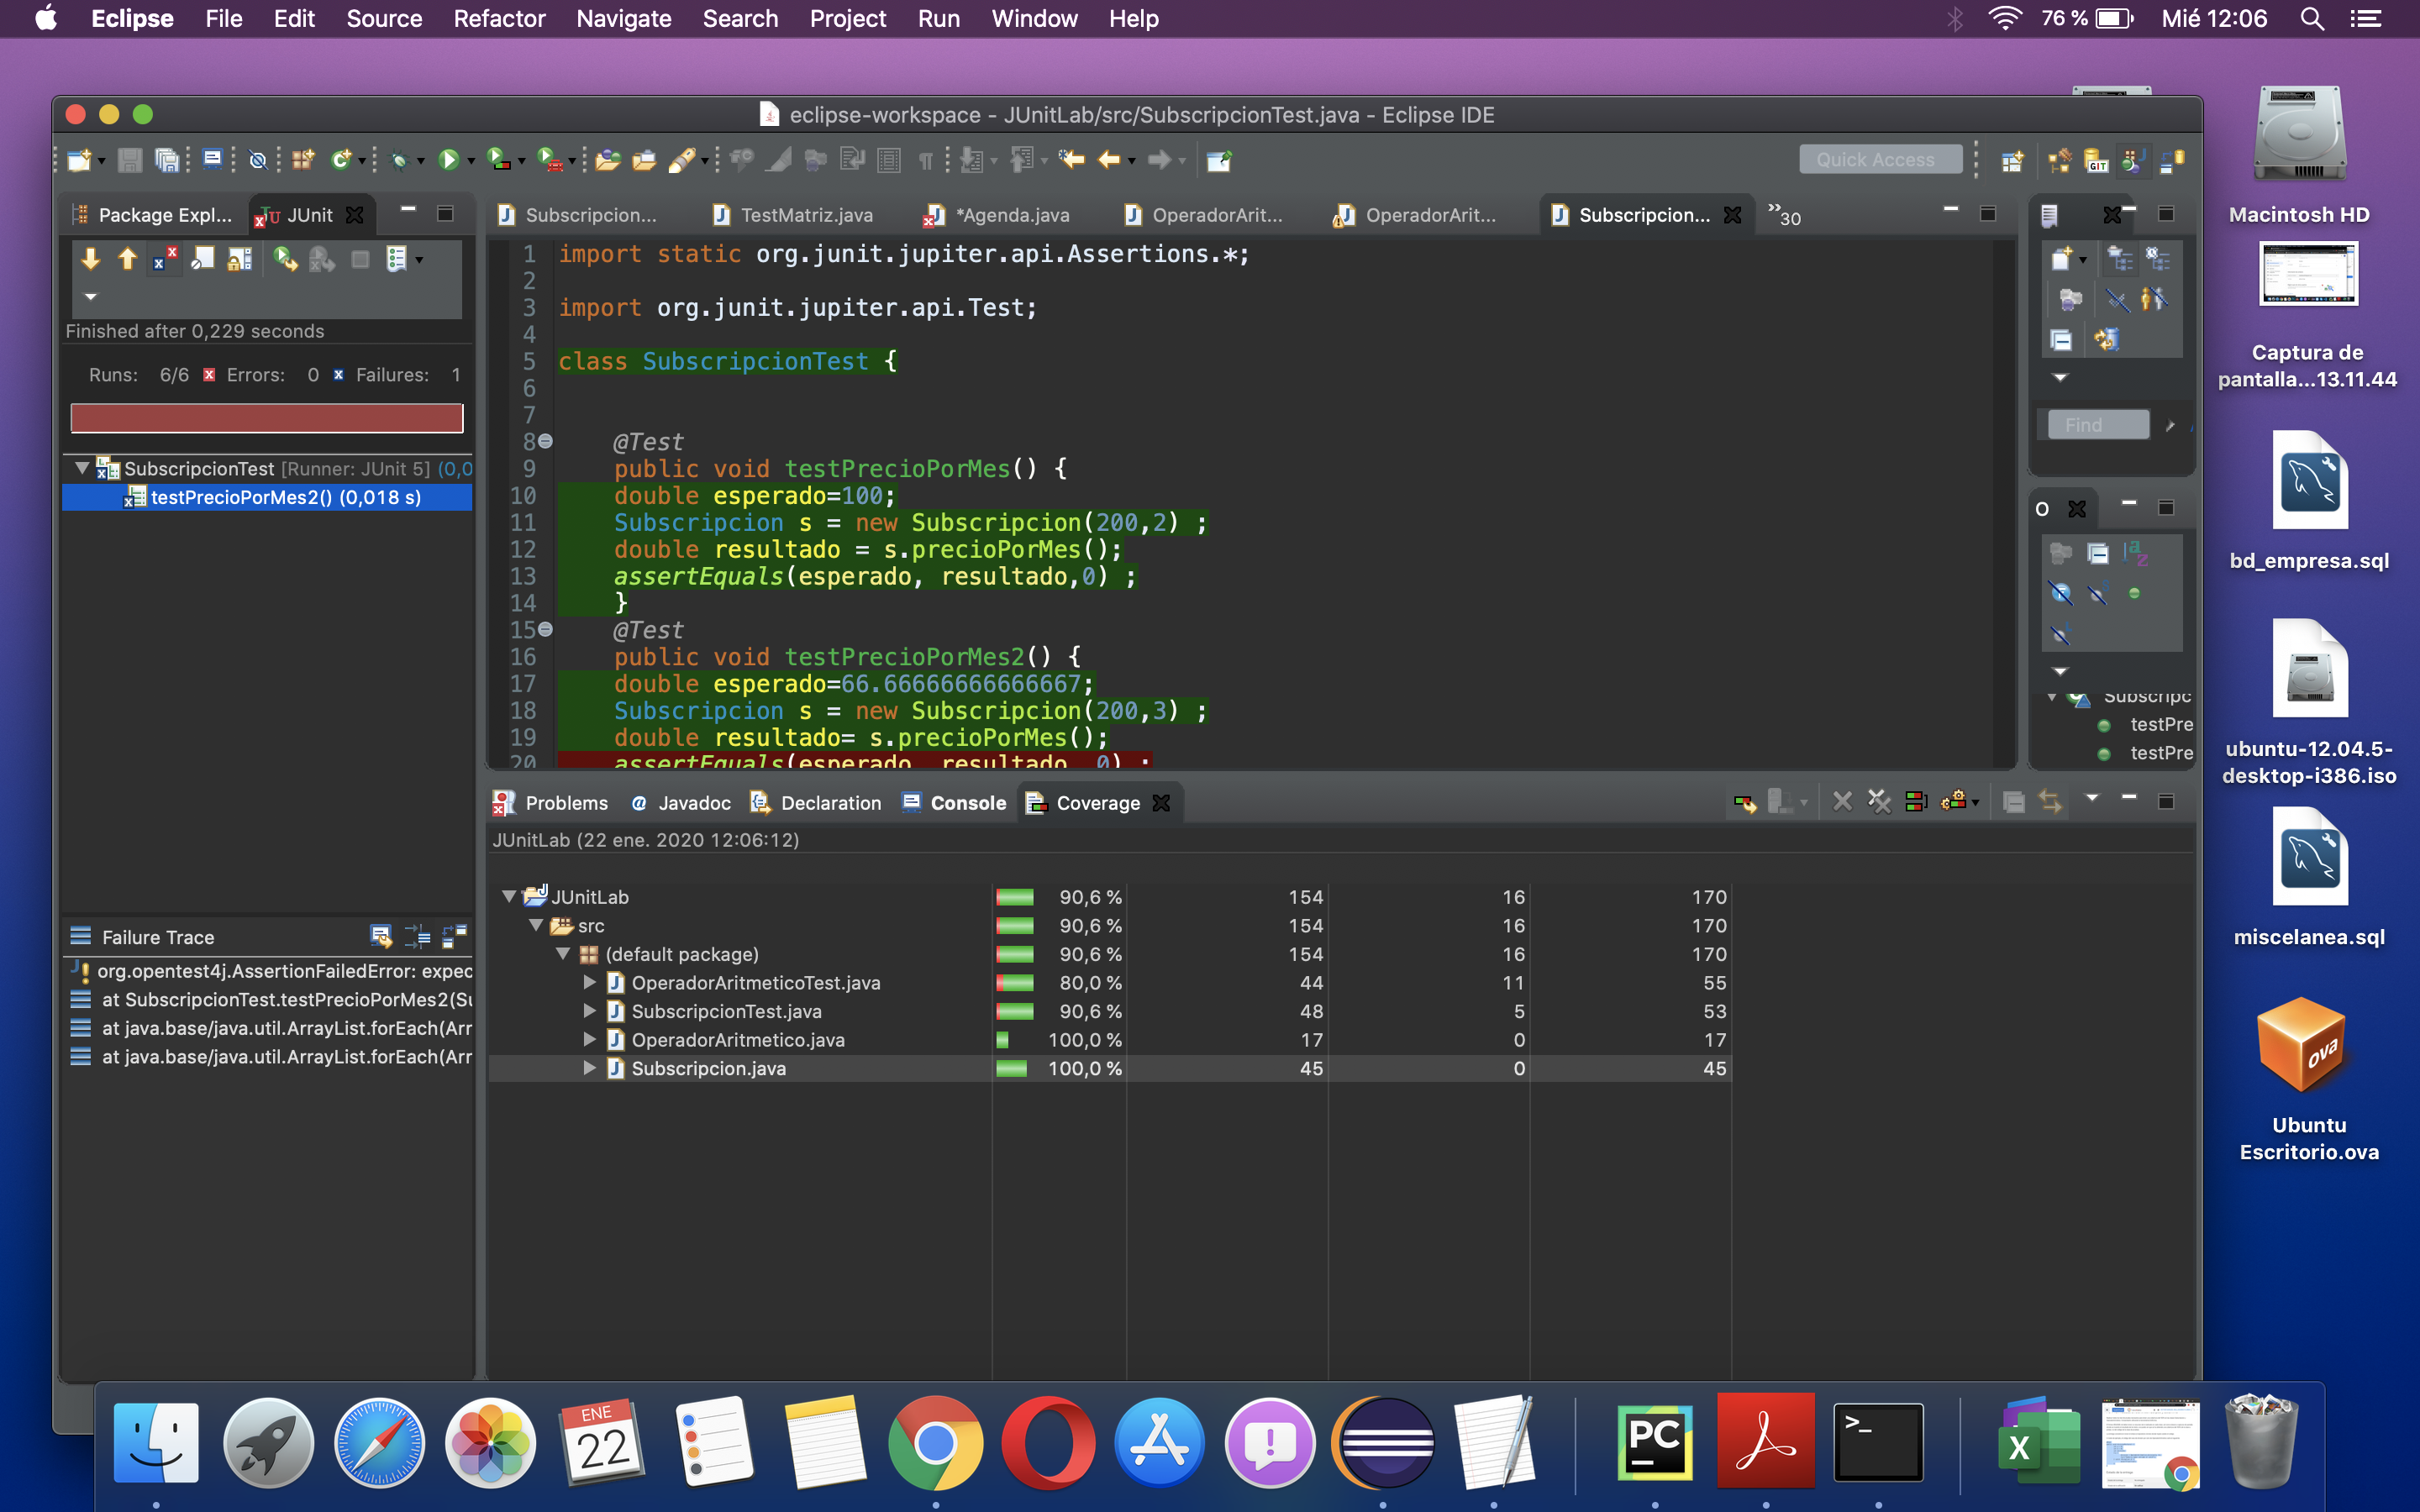 Eclipse File Edit Source Refactor Navigate Search Project Run Window Help 76 % Mié 12:06
eclipse-workspace - JUnitLab/src/SubscripcionTest.java - Eclipse IDE
Quick Access
GIT
Package Expl... JUnit
Subscripcion... TestMatriz.java *Agenda.java OperadorArit... OperadorArit... Subscripcion... »30
Finished after 0,229 seconds
Runs: 6/6 Errors: 0 Failures: 1
SubscripcionTest [Runner: JUnit 5] (0,0
testPrecioPorMes2() (0,018 s)
1 import static org.junit.jupiter.api.Assertions.*;
2
3 import org.junit.jupiter.api.Test;
4
5 class SubscripcionTest {
6
7
8 @Test
9 public void testPrecioPorMes() {
10 double esperado=100;
11 Subscripcion s = new Subscripcion(200,2) ;
12 double resultado = s.precioPorMes();
13 assertEquals(esperado, resultado,0) ;
14 }
15 @Test
16 public void testPrecioPorMes2() {
17 double esperado=66.66666666666667;
18 Subscripcion s = new Subscripcion(200,3) ;
19 double resultado= s.precioPorMes();
20 assertEquals(esperado, resultado, 0) ;
Find
O
Subscripc
testPre
testPre
Failure Trace
org.opentest4j.AssertionFailedError: expec
at SubscripcionTest.testPrecioPorMes2(Su
at java.base/java.util.ArrayList.forEach(Arr
at java.base/java.util.ArrayList.forEach(Arr
Problems Javadoc Declaration Console Coverage
JUnitLab (22 ene. 2020 12:06:12)
JUnitLab 90,6 % 154 16 170
src 90,6 % 154 16 170
(default package) 90,6 % 154 16 170
OperadorAritmeticoTest.java 80,0 % 44 11 55
SubscripcionTest.java 90,6 % 48 5 53
OperadorAritmetico.java 100,0 % 17 0 17
Subscripcion.java 100,0 % 45 0 45
Macintosh HD
Captura de
pantalla...13.11.44
bd_empresa.sql
ubuntu-12.04.5-
desktop-i386.iso
miscelanea.sql
ova
Ubuntu
Escritorio.ova
ENE
22
PC
>_
X